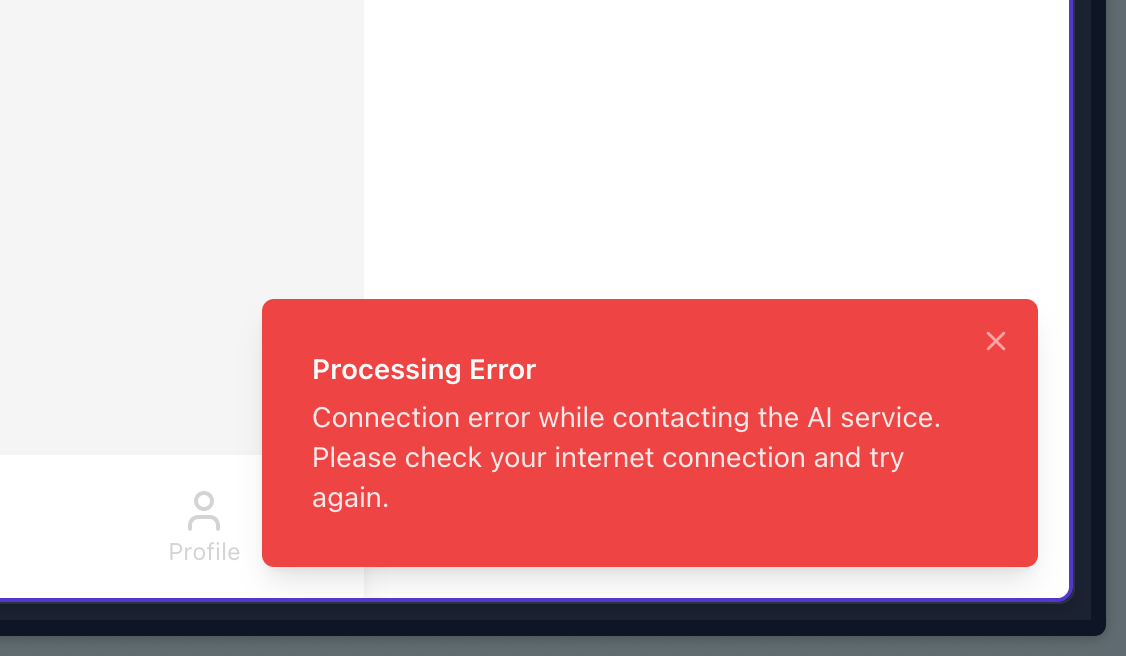 Processing Error
Connection error while contacting the AI service.
Please check your internet connection and try
again.
Profile